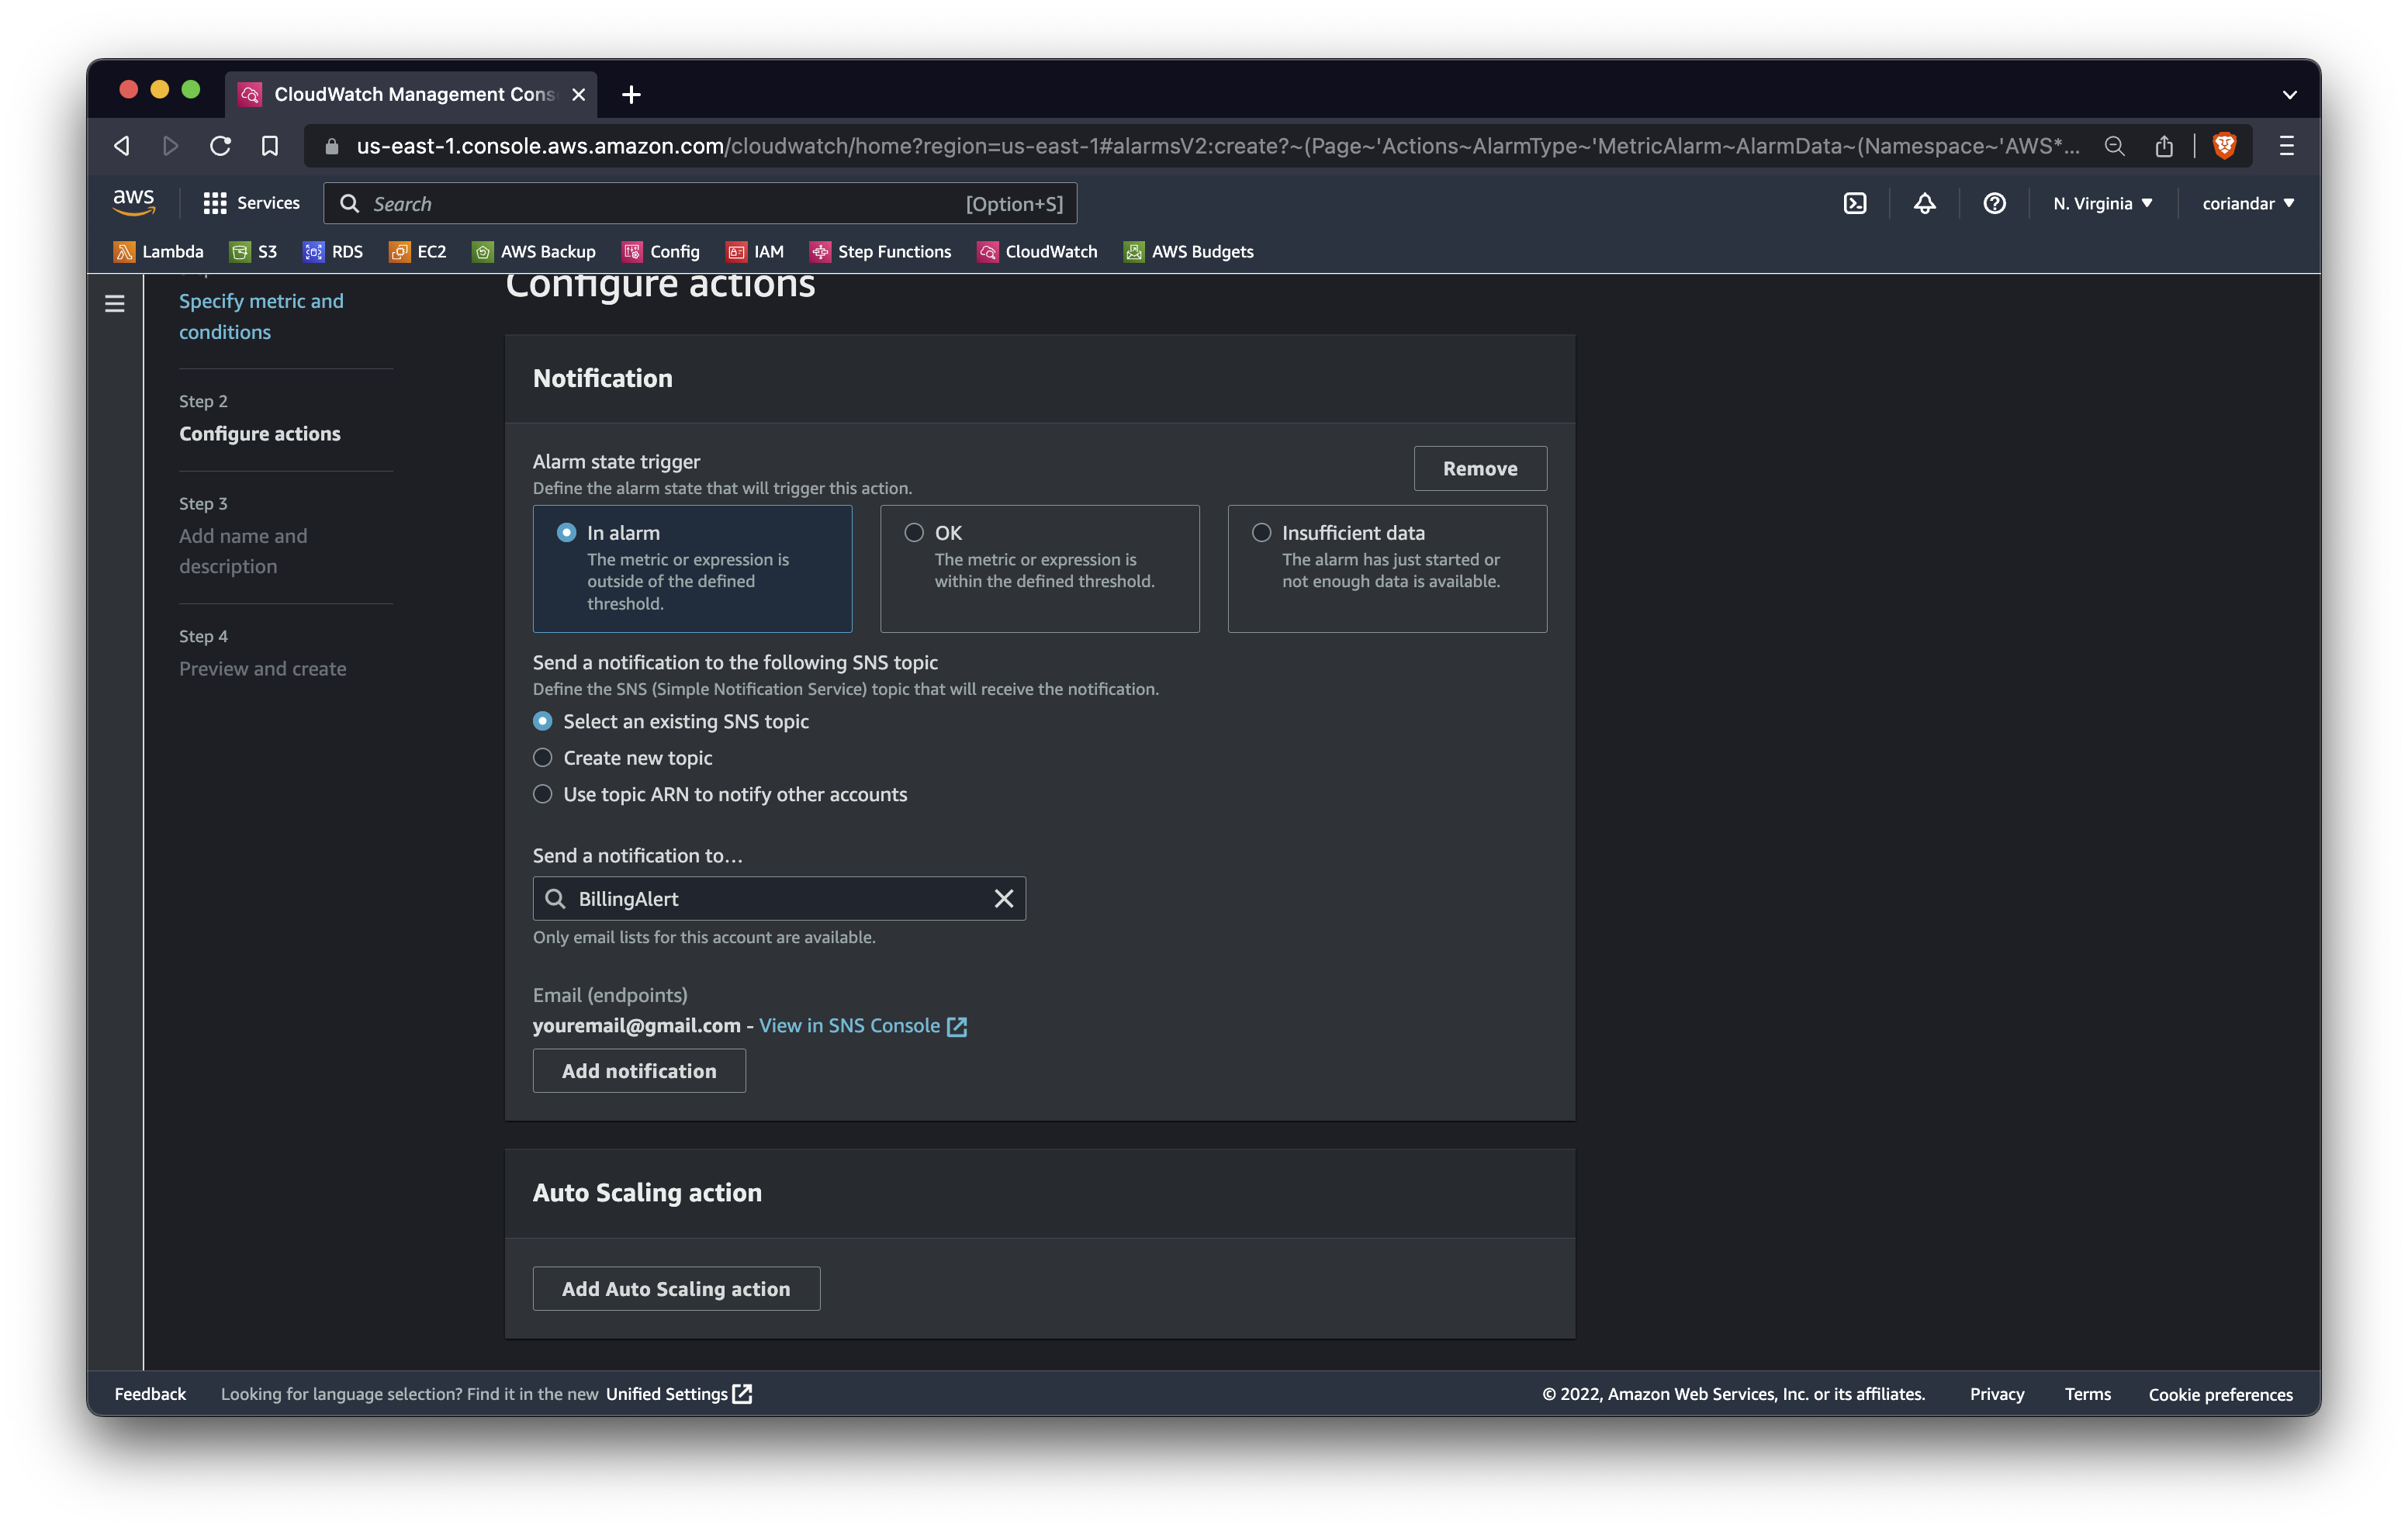 CloudWatch Management Cons
us-east-1.console.aws.amazon.com/cloudwatch/home?region=us-east-1#alarmsV2:create?~(Page~'Actions~AlarmType~'MetricAlarm~AlarmData~(Namespace~'AWS*...
aws
Services
Search
[Option+S]
N. Virginia
coriandar
Lambda
S3
RDS
EC2
AWS Backup
Config
IAM
Step Functions
CloudWatch
AWS Budgets
Specify metric and
conditions
Step 2
Configure actions
Step 3
Add name and
description
Step 4
Preview and create
Configure actions
Notification
Alarm state trigger
Define the alarm state that will trigger this action.
Remove
In alarm
The metric or expression is
outside of the defined
threshold.
OK
The metric or expression is
within the defined threshold.
Insufficient data
The alarm has just started or
not enough data is available.
Send a notification to the following SNS topic
Define the SNS (Simple Notification Service) topic that will receive the notification.
Select an existing SNS topic
Create new topic
Use topic ARN to notify other accounts
Send a notification to…
BillingAlert
Only email lists for this account are available.
Email (endpoints)
youremail@gmail.com - View in SNS Console
Add notification
Auto Scaling action
Add Auto Scaling action
Feedback
Looking for language selection? Find it in the new Unified Settings
© 2022, Amazon Web Services, Inc. or its affiliates.
Privacy
Terms
Cookie preferences